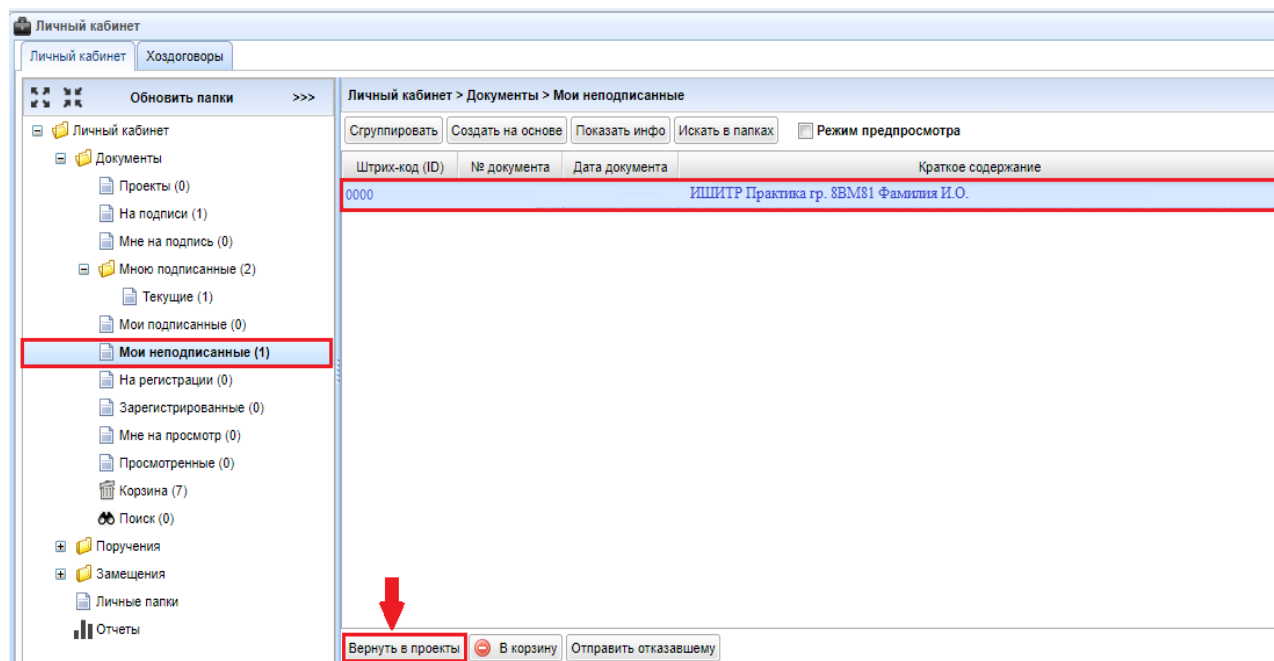 Личный кабинет
Личный кабинет Хоздоговоры
Обновить папки >>>
Личный кабинет
Документы
Проекты (0)
На подписи (1)
Мне на подпись (0)
Мною подписанные (2)
Текущие (1)
Мои подписанные (0)
Мои неподписанные (1)
На регистрации (0)
Зарегистрированные (0)
Мне на просмотр (0)
Просмотренные (0)
Корзина (7)
Поиск (0)
Поручения
Замещения
Личные папки
Отчеты
Личный кабинет > Документы > Мои неподписанные
Сгруппировать Создать на основе Показать инфо Искать в папках Режим предпросмотра
Штрих-код (ID) № документа Дата документа Краткое содержание
0000 ИШИТР Практика гр. 8ВМ81 Фамилия И.О.
Вернуть в проекты В корзину Отправить отказавшему